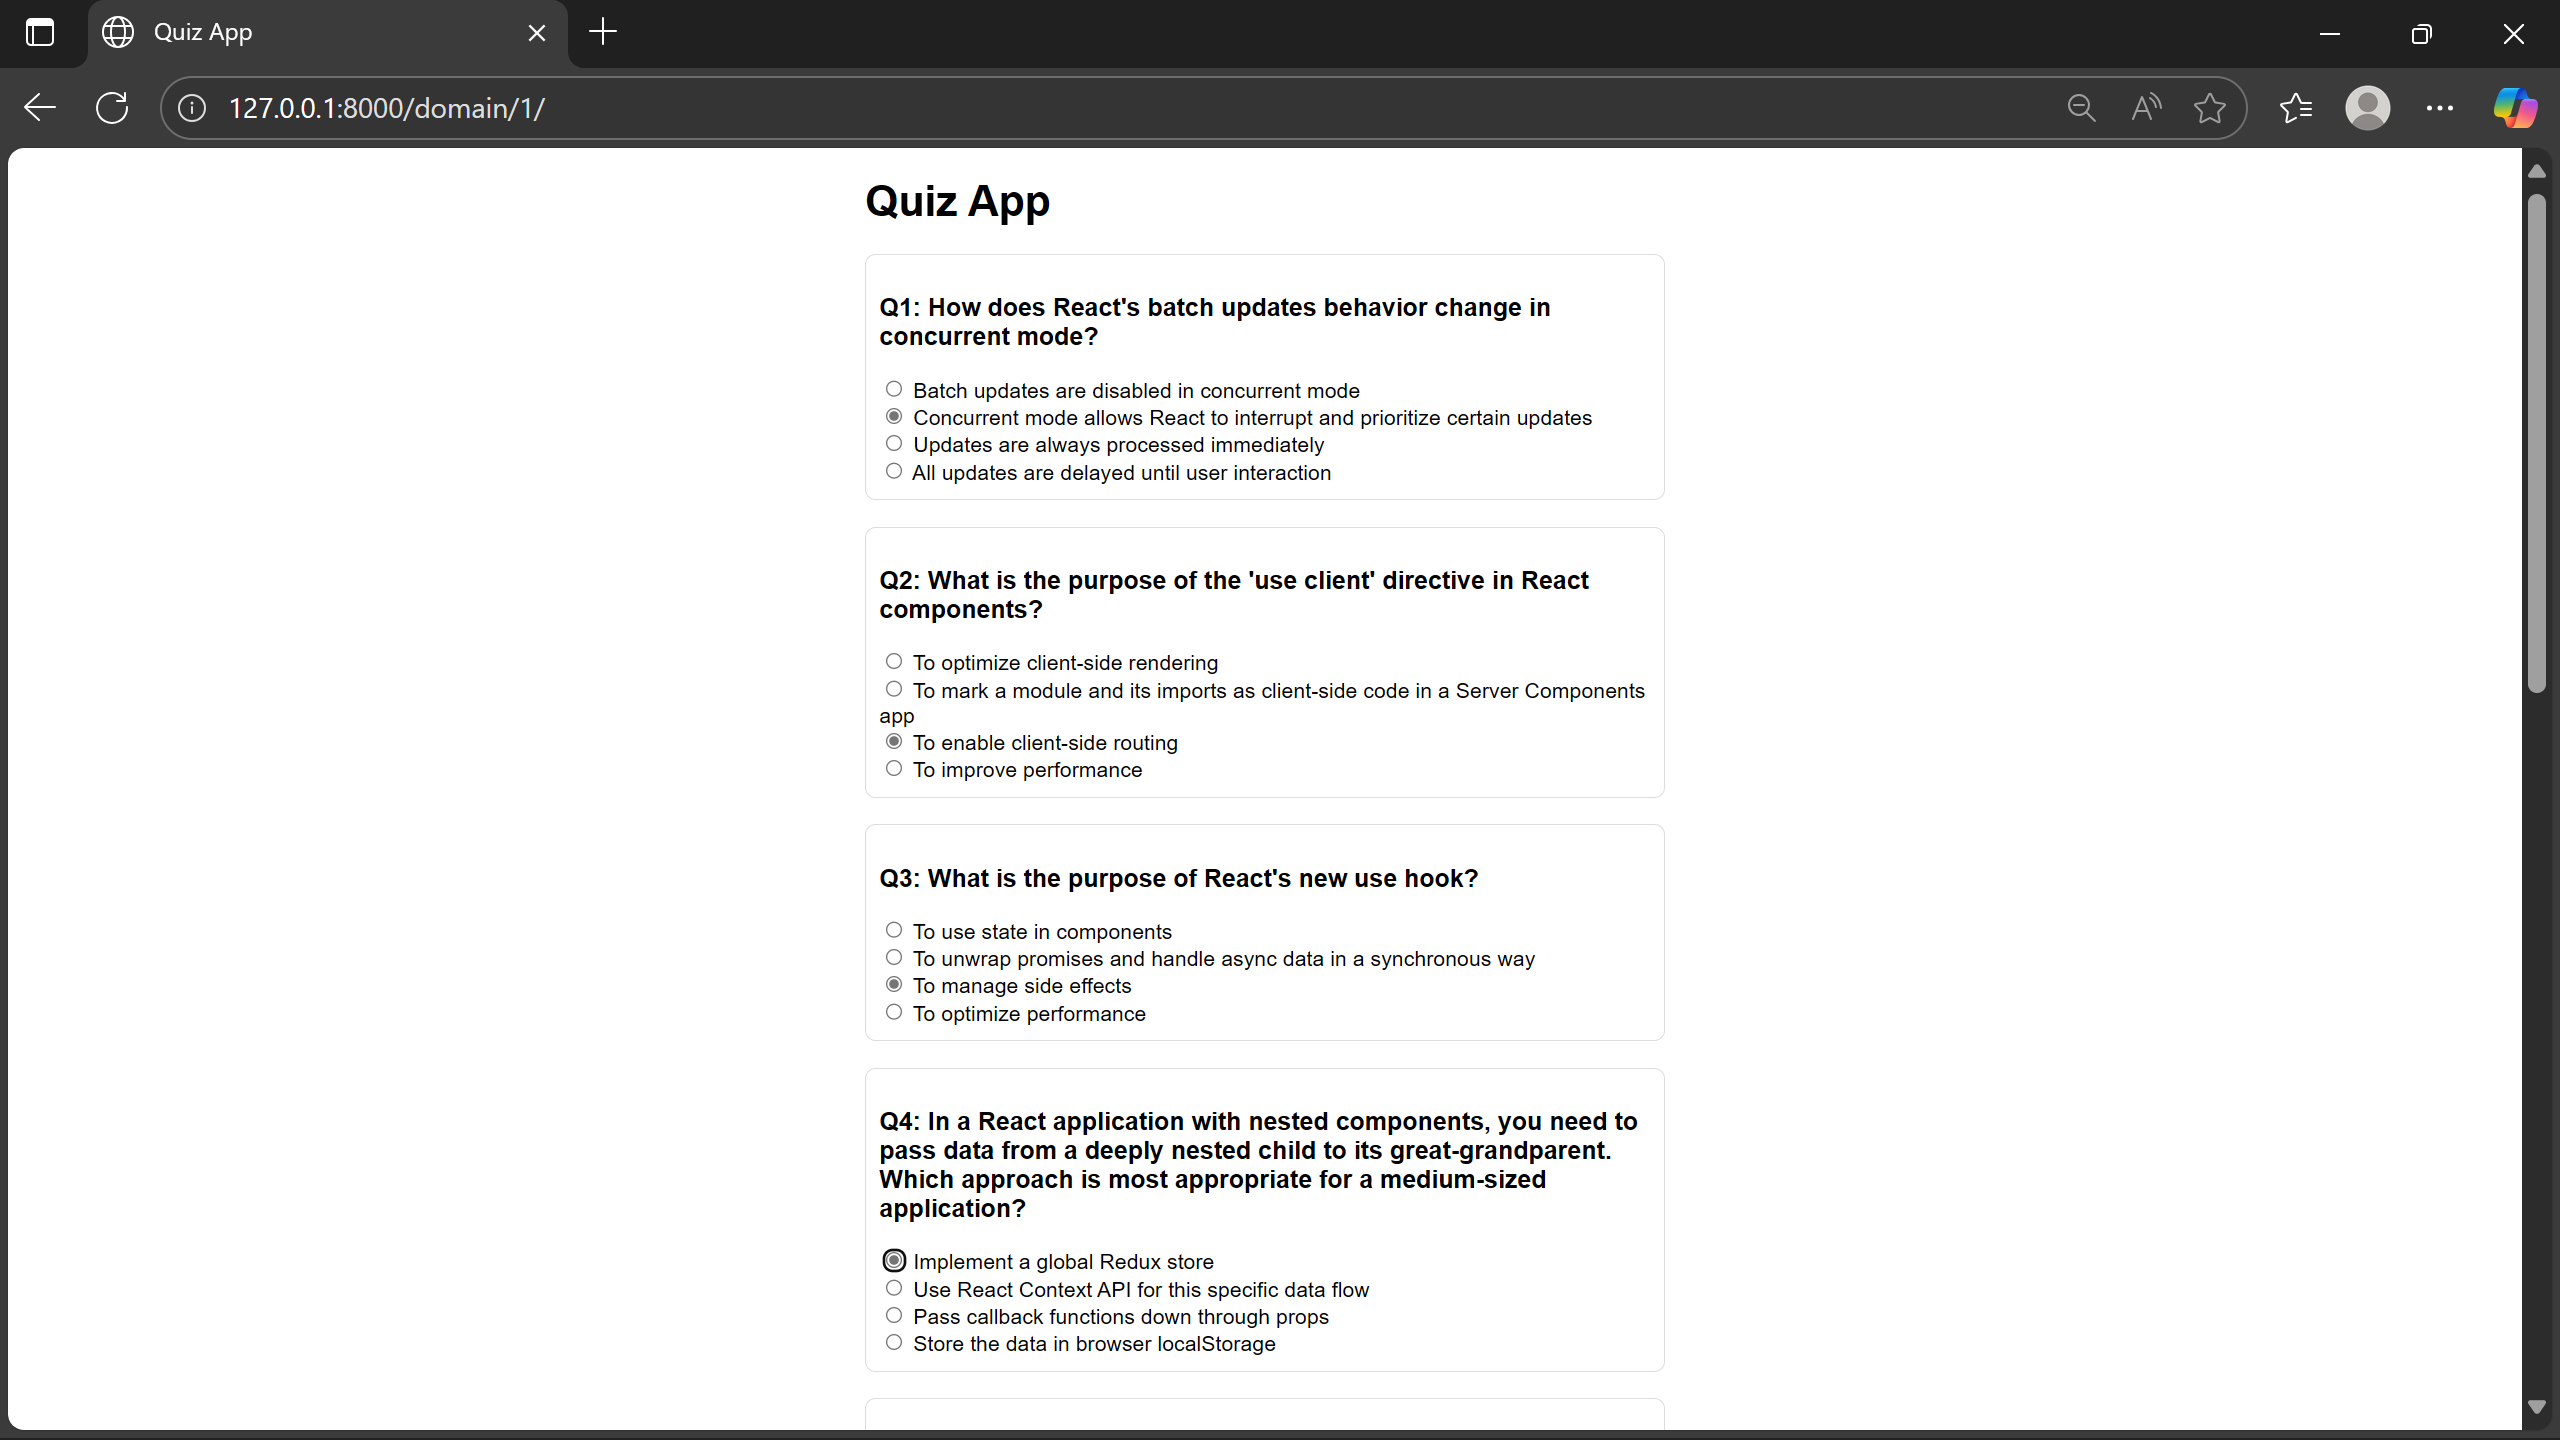 Quiz App
127.0.0.1:8000/domain/1/
Quiz App
Q1: How does React's batch updates behavior change in
concurrent mode?
Batch updates are disabled in concurrent mode
Concurrent mode allows React to interrupt and prioritize certain updates
Updates are always processed immediately
All updates are delayed until user interaction
Q2: What is the purpose of the 'use client' directive in React
components?
To optimize client-side rendering
To mark a module and its imports as client-side code in a Server Components
app
To enable client-side routing
To improve performance
Q3: What is the purpose of React's new use hook?
To use state in components
To unwrap promises and handle async data in a synchronous way
To manage side effects
To optimize performance
Q4: In a React application with nested components, you need to
pass data from a deeply nested child to its great-grandparent.
Which approach is most appropriate for a medium-sized
application?
Implement a global Redux store
Use React Context API for this specific data flow
Pass callback functions down through props
Store the data in browser localStorage